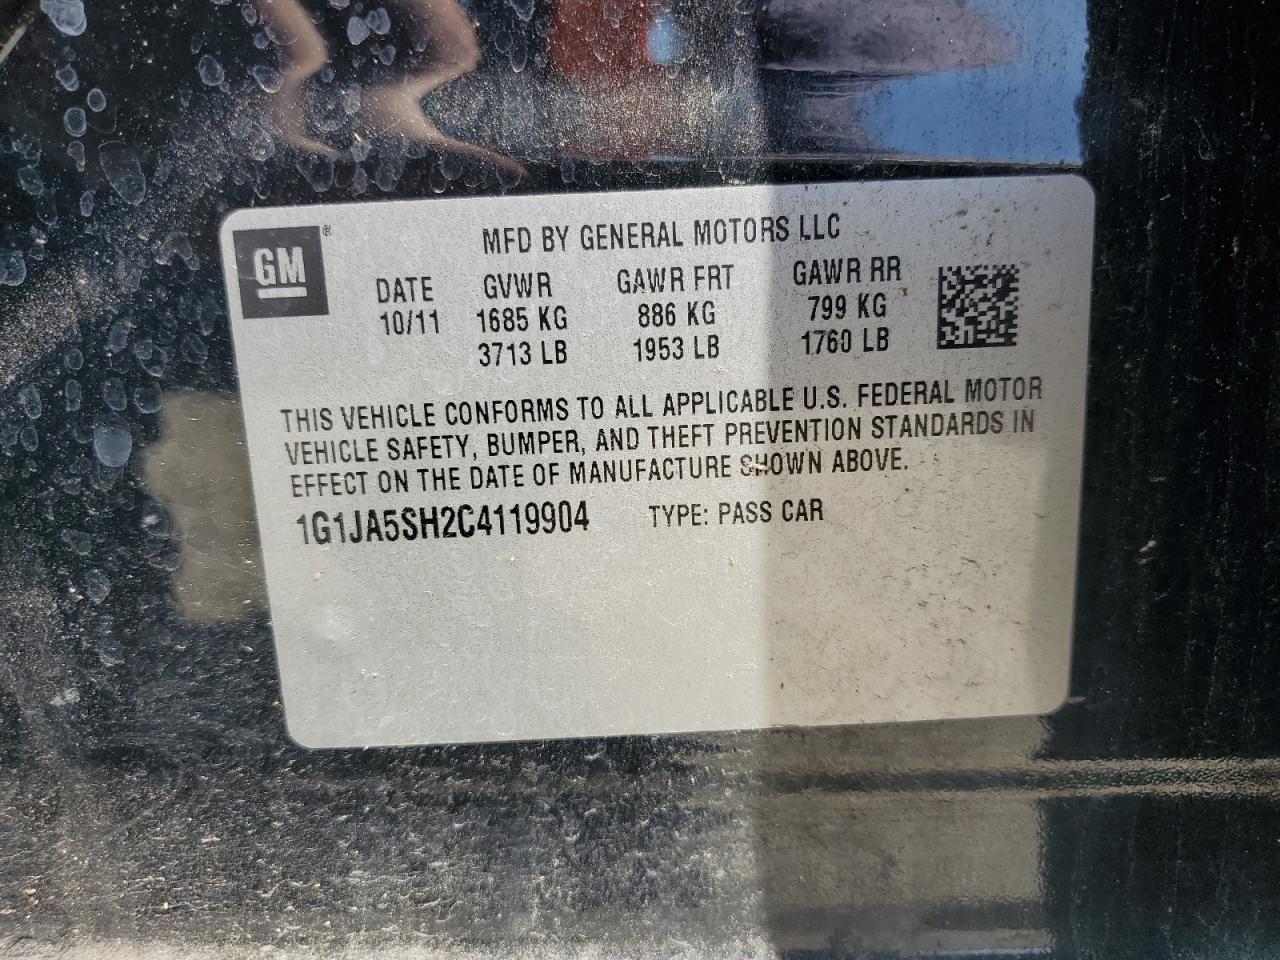 GM ®
MFD BY GENERAL MOTORS LLC
DATE GVWR GAWR FRT GAWR RR
10/11 1685 KG 886 KG 799 KG
3713 LB 1953 LB 1760 LB
THIS VEHICLE CONFORMS TO ALL APPLICABLE U.S. FEDERAL MOTOR
VEHICLE SAFETY, BUMPER, AND THEFT PREVENTION STANDARDS IN
EFFECT ON THE DATE OF MANUFACTURE SHOWN ABOVE.
1G1JA5SH2C4119904 TYPE: PASS CAR